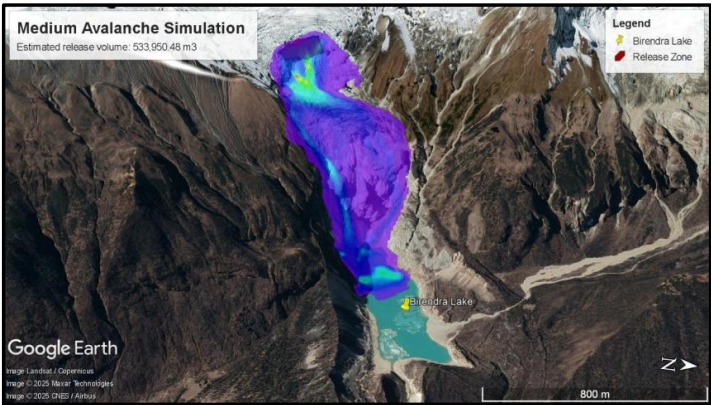 Medium Avalanche Simulation
Estimated release volume: 533,950.48 m3
Legend
Birendra Lake
Release Zone
Birendra Lake
Google Earth
Image Landsat / Copernicus
Image © 2025 Maxar Technologies
Image © 2025 CNES / Airbus
N
800 m